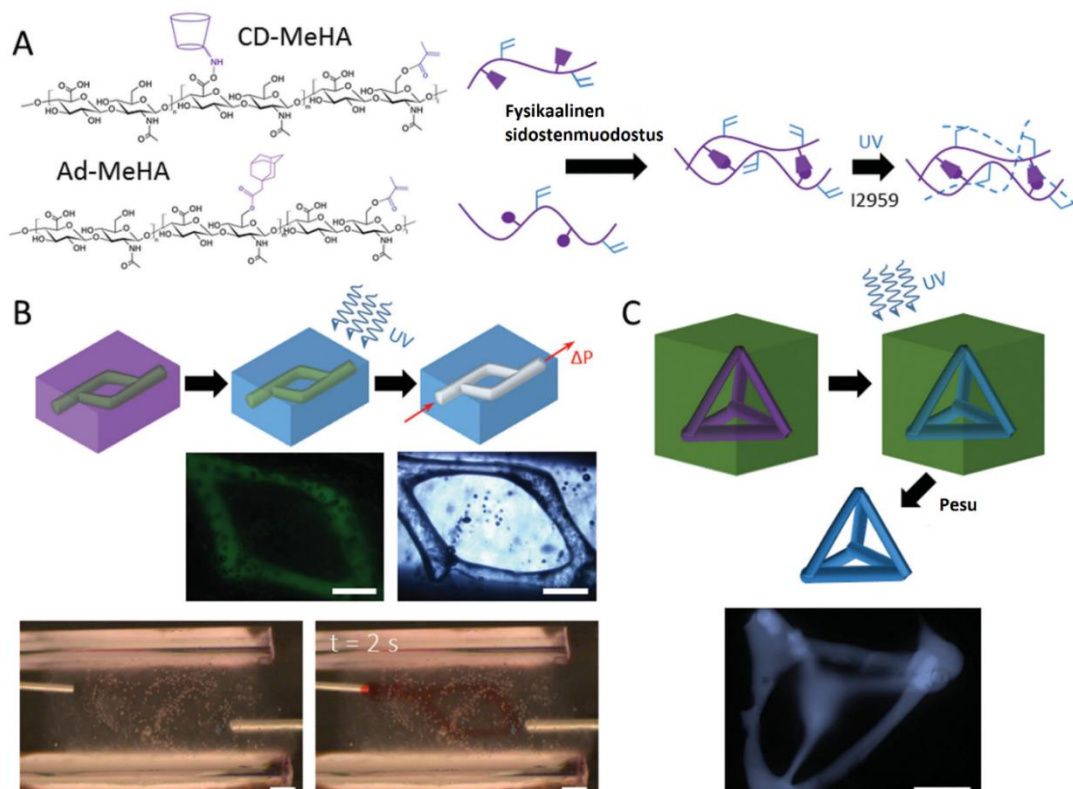 A
CD-MeHA
Ad-MeHA
Fysikaalinen
sidostenmuodostus
UV
I2959
B
UV
ΔP
t = 2 s
C
UV
Pesu